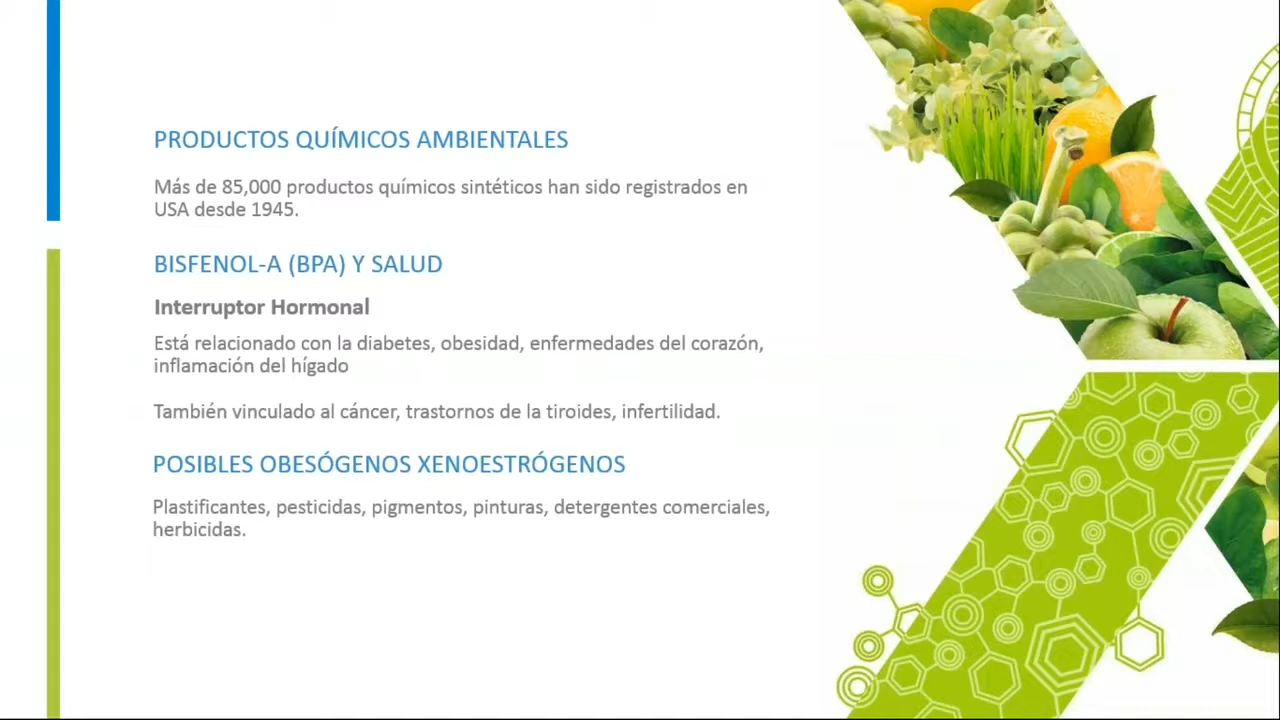 PRODUCTOS QUÍMICOS AMBIENTALES
Más de 85,000 productos químicos sintéticos han sido registrados en
USA desde 1945.
BISFENOL-A (BPA) Y SALUD
Interruptor Hormonal
Está relacionado con la diabetes, obesidad, enfermedades del corazón,
inflamación del hígado
También vinculado al cáncer, trastornos de la tiroides, infertilidad.
POSIBLES OBESÓGENOS XENOESTRÓGENOS
Plastificantes, pesticidas, pigmentos, pinturas, detergentes comerciales,
herbicidas.